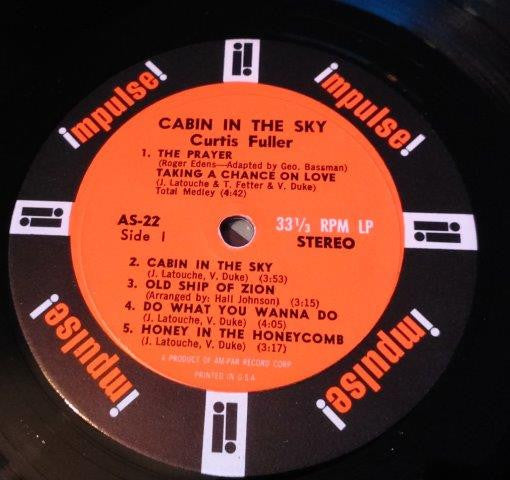 impulse!
impulse!
CABIN IN THE SKY
Curtis Fuller
1. THE PRAYER
(Roger Edens—Adapted by Geo. Bassman)
TAKING A CHANCE ON LOVE
(J. Latouche & T. Fetter & V. Duke)
Total Medley (4:42)
AS-22
Side 1
33 1/3 RPM LP
STEREO
2. CABIN IN THE SKY
(J. Latouche, V. Duke) (3:53)
3. OLD SHIP OF ZION
(Arranged by: Hall Johnson) (3:15)
4. DO WHAT YOU WANNA DO
(J. Latouche, V. Duke) (4:05)
5. HONEY IN THE HONEYCOMB
(J. Latouche, V. Duke) (3:17)
A PRODUCT OF AM-PAR RECORD CORP.
PRINTED IN U.S.A.
impulse!
impulse!